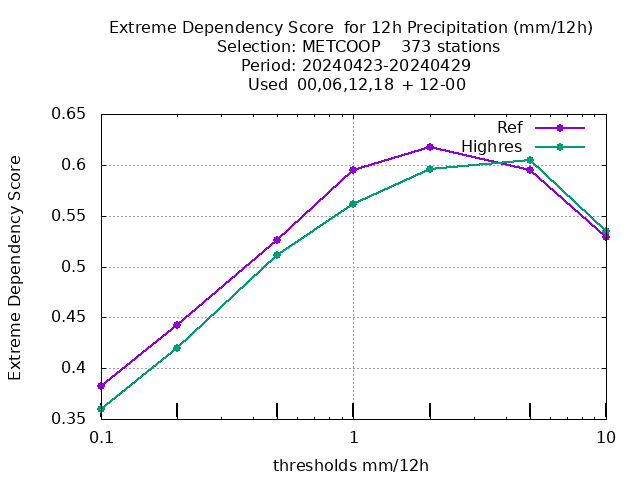 Extreme Dependency Score  for 12h Precipitation (mm/12h)
Selection: METCOOP    373 stations
Period: 20240423-20240429
Used  00,06,12,18 + 12-00
Ref
Highres
Extreme Dependency Score
0.65
0.6
0.55
0.5
0.45
0.4
0.35
0.1
1
10
thresholds mm/12h